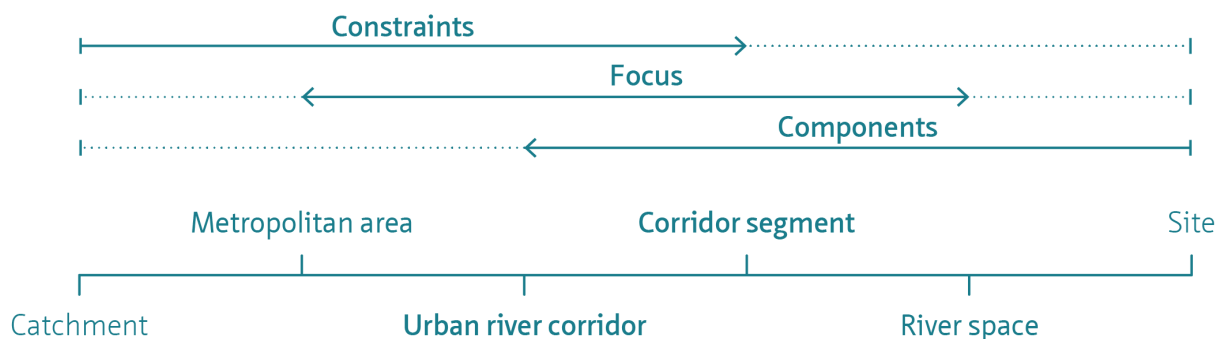 Constraints
Focus
Components
Metropolitan area
Corridor segment
Site
Catchment
Urban river corridor
River space